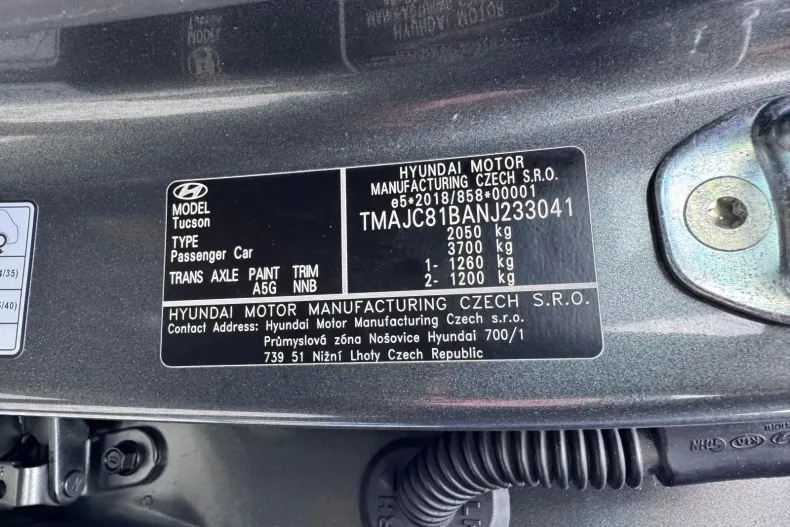 MODEL
Tucson
TYPE
Passenger Car
TRANS AXLE PAINT TRIM
A5G NNB
HYUNDAI MOTOR
MANUFACTURING CZECH S.R.O.
e5*2018/858*00001
TMAJC81BANJ233041
2050 kg
3700 kg
1- 1260 kg
2- 1200 kg
HYUNDAI MOTOR MANUFACTURING CZECH S.R.O.
Contact Address: Hyundai Motor Manufacturing Czech s.r.o.
Průmyslová zóna Nošovice Hyundai 700/1
739 51 Nižní Lhoty Czech Republic
KIA
RH